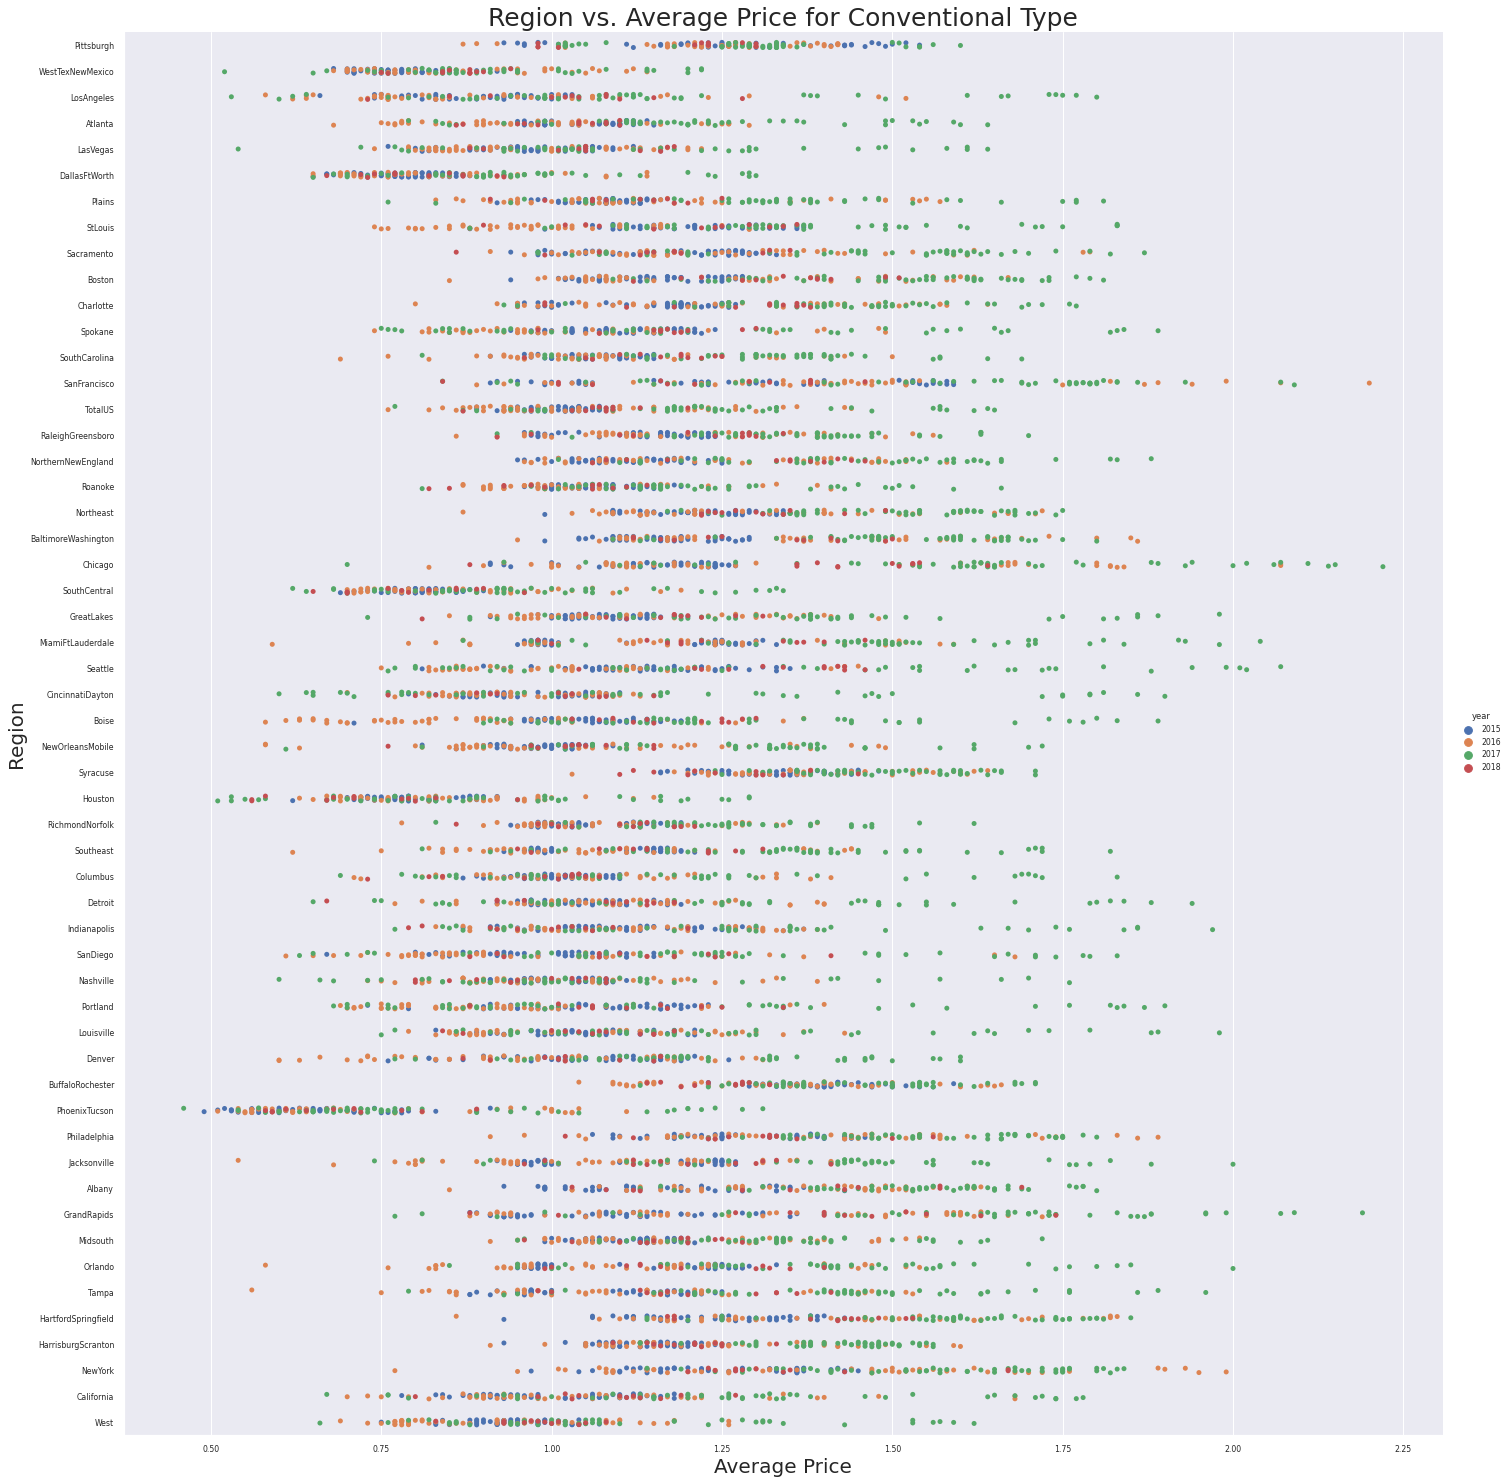 Region vs. Average Price for Conventional Type
Pittsburgh
WestTexNewMexico
LosAngeles
Atlanta
LasVegas
DallasFtWorth
Plains
StLouis
Sacramento
Boston
Charlotte
Spokane
SouthCarolina
SanFrancisco
TotalUS
RaleighGreensboro
NorthernNewEngland
Roanoke
Northeast
BaltimoreWashington
Chicago
SouthCentral
GreatLakes
MiamiFtLauderdale
Seattle
CincinnatiDayton
Boise
NewOrleansMobile
Syracuse
Houston
RichmondNorfolk
Southeast
Columbus
Detroit
Indianapolis
SanDiego
Nashville
Portland
Louisville
Denver
BuffaloRochester
PhoenixTucson
Philadelphia
Jacksonville
Albany
GrandRapids
Midsouth
Orlando
Tampa
HartfordSpringfield
HarrisburgScranton
NewYork
California
West
Region
0.50 0.75 1.00 1.25 1.50 1.75 2.00 2.25
Average Price
year
2015
2016
2017
2018